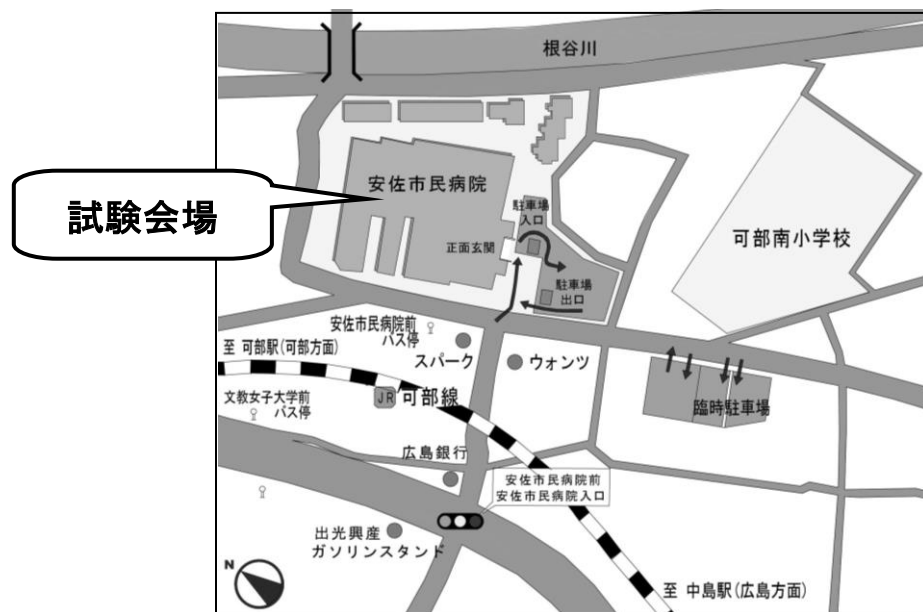 根谷川
安佐市民病院
試験会場
駐車場
入口
可部南小学校
正面玄関
駐車場
出口
安佐市民病院前
バス停
スパーク
ウォンツ
至 可部駅(可部方面)
文教女子大学前
バス停
JR 可部線
臨時駐車場
広島銀行
安佐市民病院前
安佐市民病院入口
出光興産
ガソリンスタンド
N
至 中島駅(広島方面)